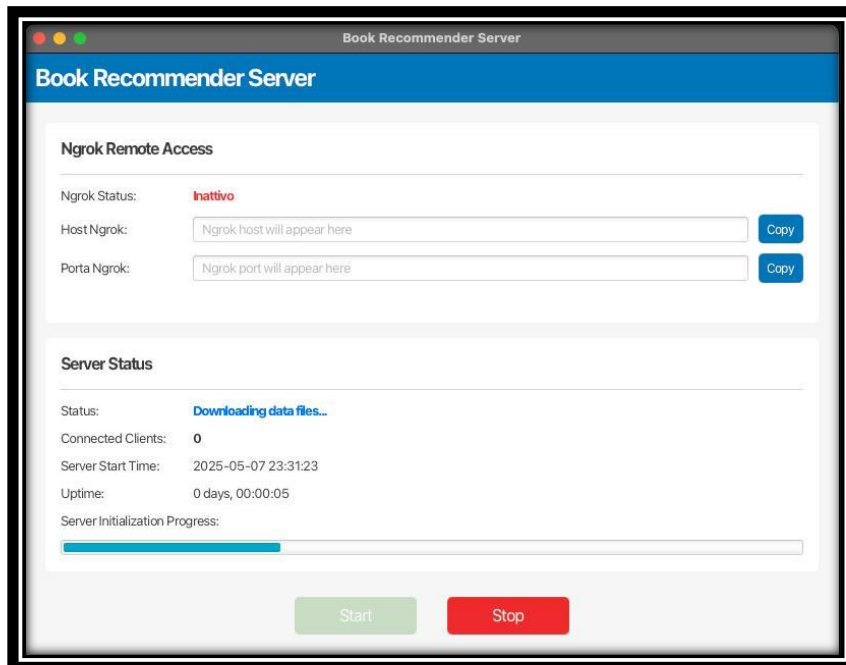 Book Recommender Server
Book Recommender Server
Ngrok Remote Access
Ngrok Status: Inattivo
Host Ngrok: Ngrok host will appear here Copy
Porta Ngrok: Ngrok port will appear here Copy
Server Status
Status: Downloading data files...
Connected Clients: 0
Server Start Time: 2025-05-07 23:31:23
Uptime: 0 days, 00:00:05
Server Initialization Progress:
Start Stop